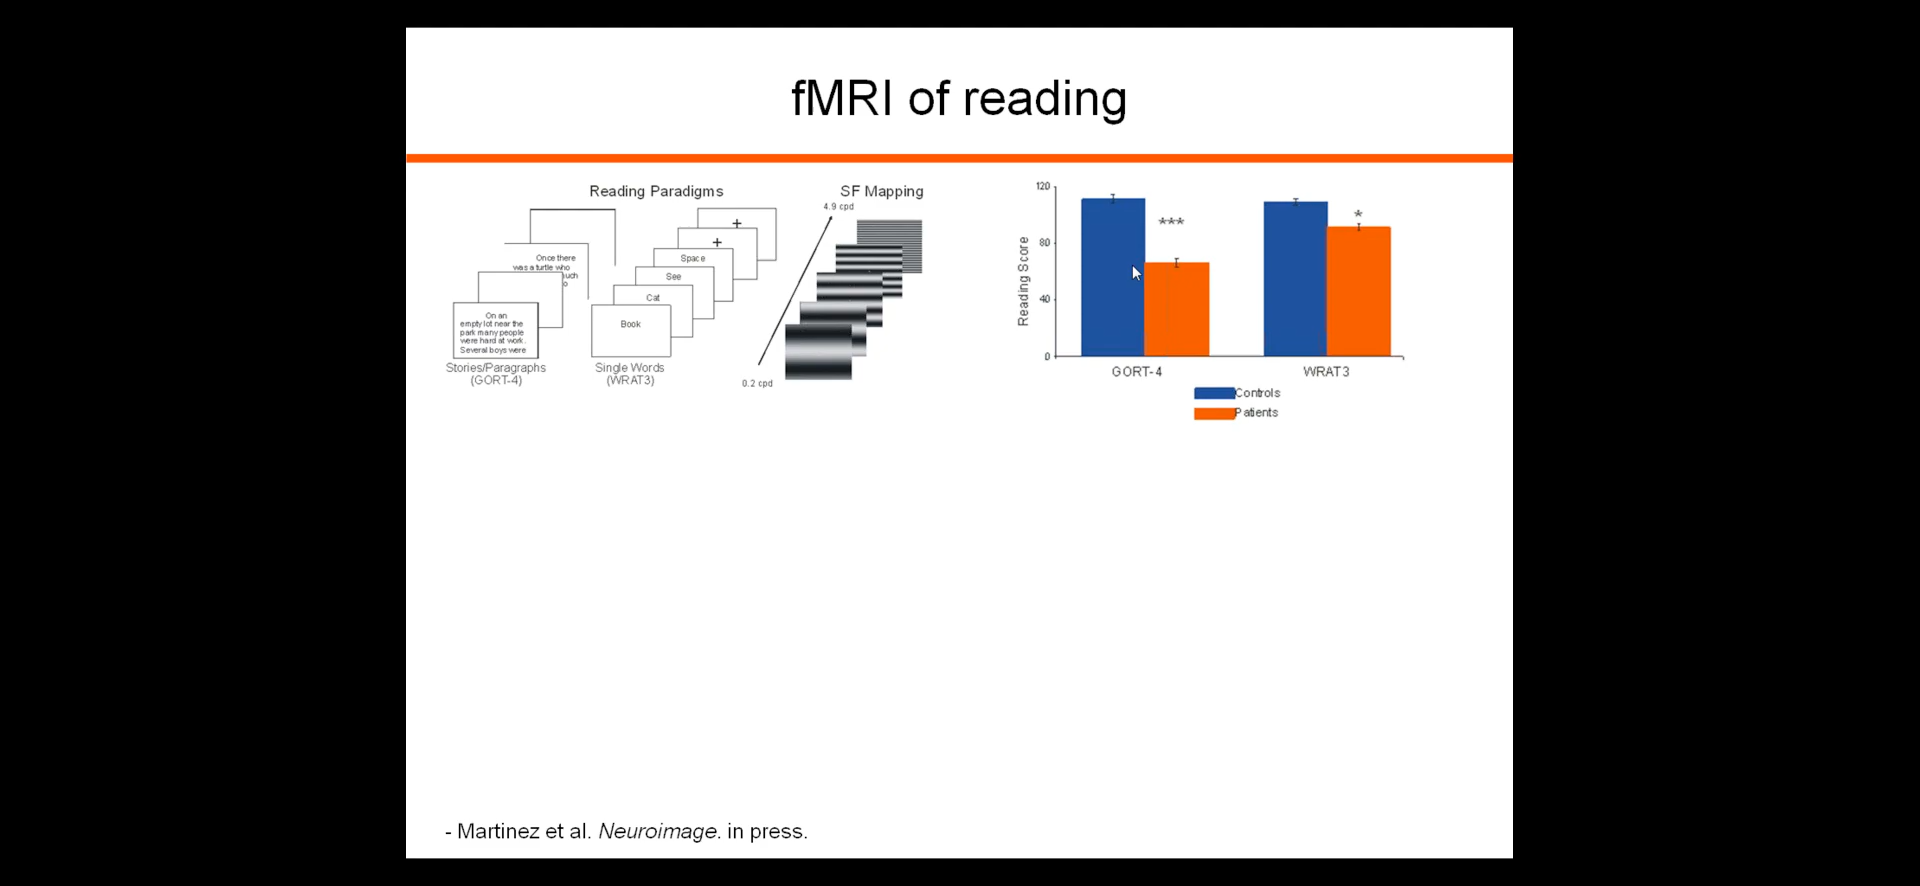 fMRI of reading
Reading Paradigms
SF Mapping
4.9 cpd
+
+
Space
See
Cat
Book
Once there
was a turtle who
uch
o
On an
empty lot near the
park many people
were hard at work.
Several boys were
Stories/Paragraphs
(GORT-4)
Single Words
(WRAT3)
0.2 cpd
120
80
40
0
Reading Score
***
*
GORT-4
WRAT3
Controls
Patients
- Martinez et al. Neuroimage. in press.